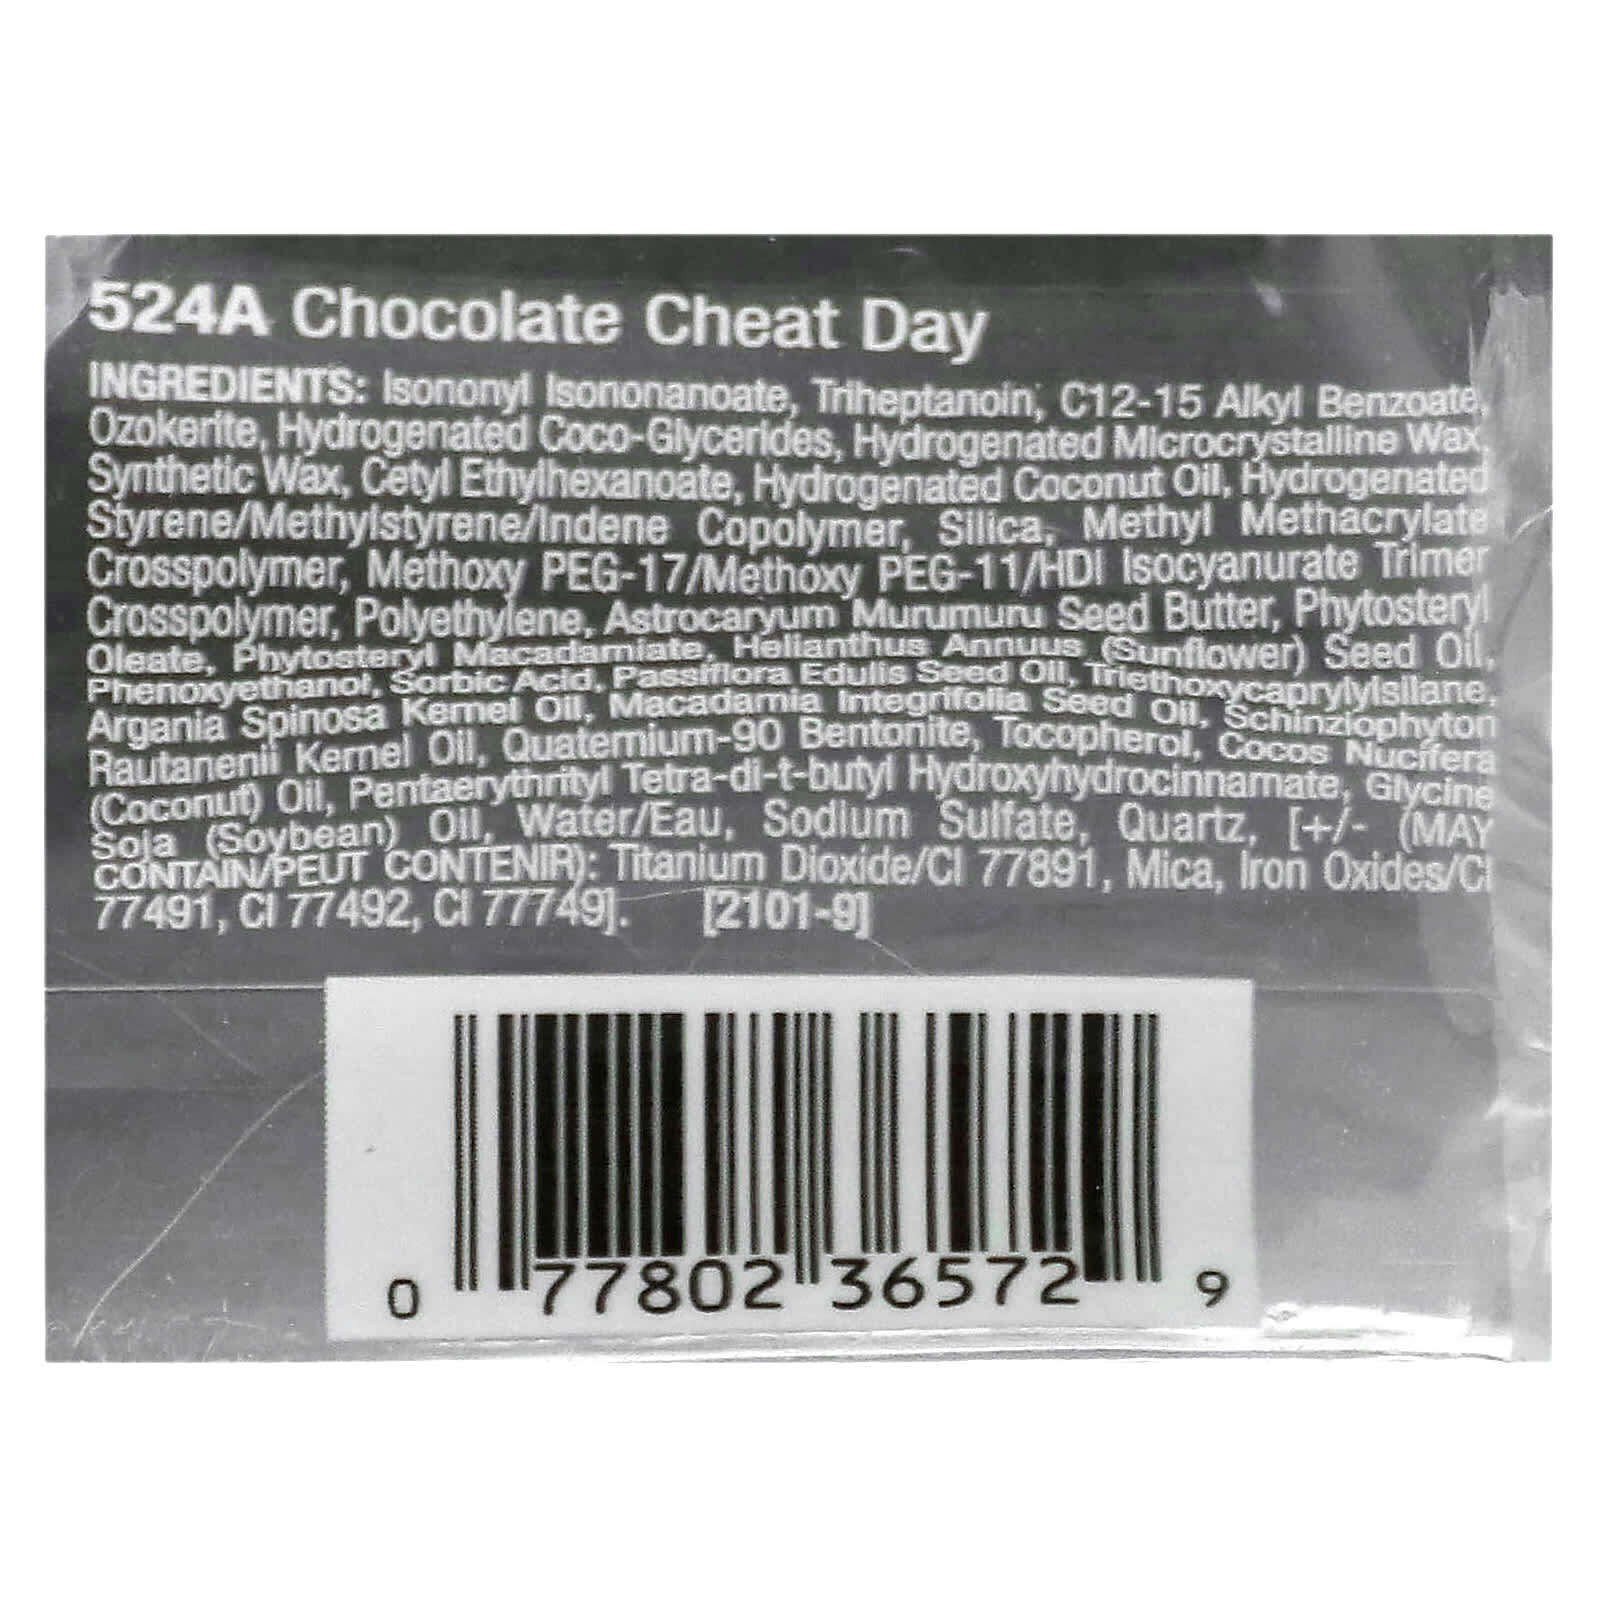 524A Chocolate Cheat Day
INGREDIENTS: Isononyl Isononanoate, Triheptanoin, C12-15 Alkyl Benzoate,
Ozokerite, Hydrogenated Coco-Glycerides, Hydrogenated Microcrystalline Wax,
Synthetic Wax, Cetyl Ethylhexanoate, Hydrogenated Coconut Oil, Hydrogenated
Styrene/Methylstyrene/Indene Copolymer, Silica, Methyl Methacrylate
Crosspolymer, Methoxy PEG-17/Methoxy PEG-11/HDI Isocyanurate Trimer
Crosspolymer, Polyethylene, Astrocaryum Murumuru Seed Butter, Phytosteryl
Oleate, Phytosteryl Macadamiate, Helianthus Annuus (Sunflower) Seed Oil,
Phenoxyethanol, Sorbic Acid, Passiflora Edulis Seed Oil, Triethoxycaprylylsilane,
Argania Spinosa Kernel Oil, Macadamia Integrifolia Seed Oil, Schinziophyton
Rautanenii Kernel Oil, Quaternium-90 Bentonite, Tocopherol, Cocos Nucifera
(Coconut) Oil, Pentaerythrityl Tetra-di-t-butyl Hydroxyhydrocinnamate, Glycine
Soja (Soybean) Oil, Water/Eau, Sodium Sulfate, Quartz, [+/- (MAY
CONTAIN/PEUT CONTENIR): Titanium Dioxide/CI 77891, Mica, Iron Oxides/CI
77491, CI 77492, CI 77749]. [2101-9]
0 77802 36572 9